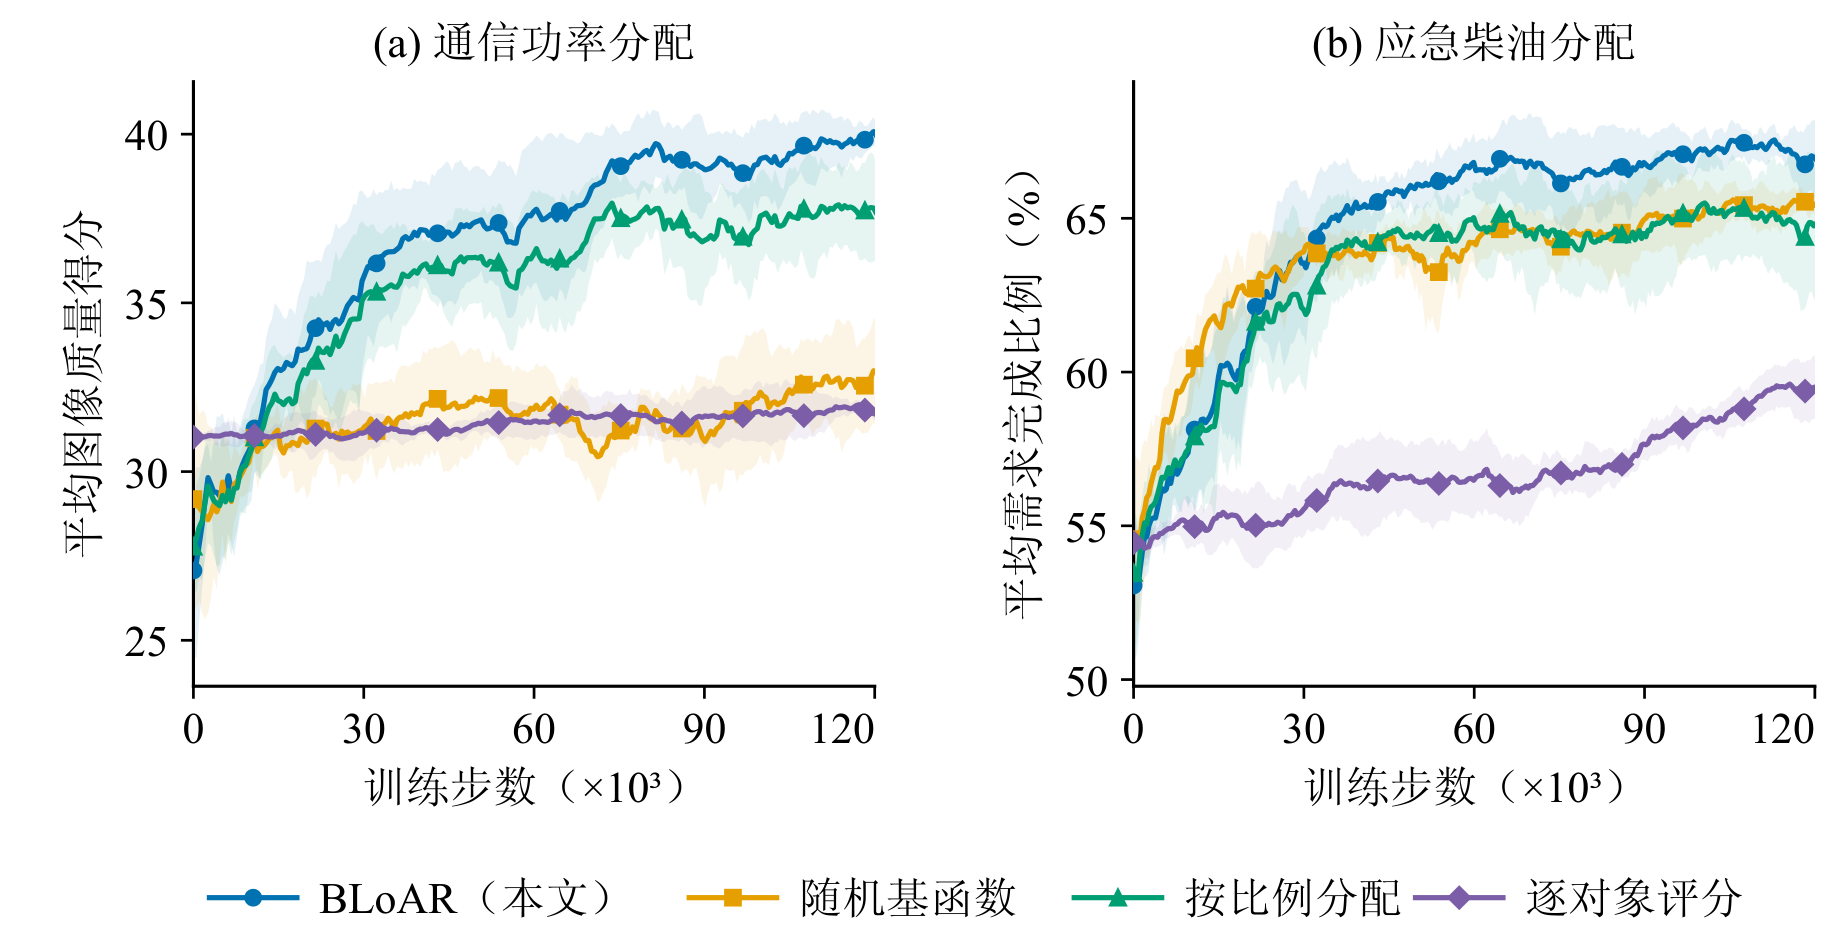 (a) 通信功率分配
平均图像质量得分
40
35
30
25
0 30 60 90 120
训练步数（×10³）
(b) 应急柴油分配
平均需求完成比例（%）
65
60
55
50
0 30 60 90 120
训练步数（×10³）
BLoAR（本文） 随机基函数 按比例分配 逐对象评分